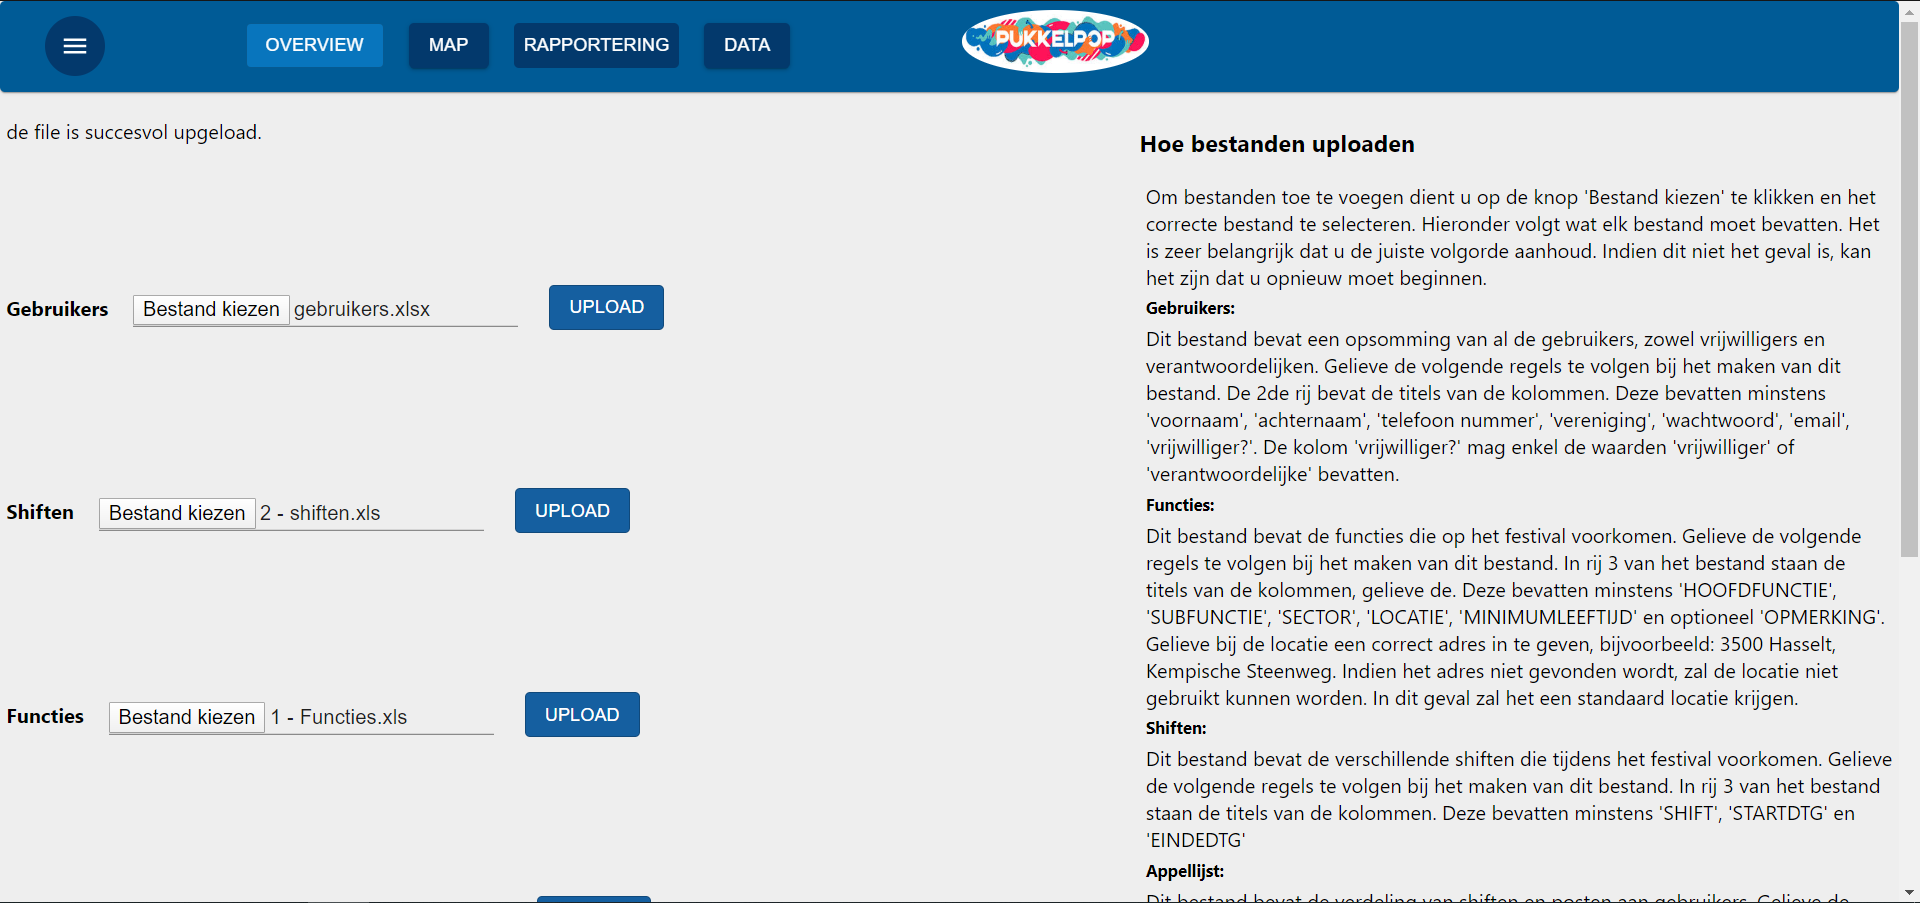 OVERVIEW MAP RAPPORTERING DATA PUKKELPOP
de file is succesvol upgeload.
Gebruikers Bestand kiezen gebruikers.xlsx UPLOAD
Shiften Bestand kiezen 2 - shiften.xls UPLOAD
Functies Bestand kiezen 1 - Functies.xls UPLOAD
Hoe bestanden uploaden
Om bestanden toe te voegen dient u op de knop 'Bestand kiezen' te klikken en het
correcte bestand te selecteren. Hieronder volgt wat elk bestand moet bevatten. Het
is zeer belangrijk dat u de juiste volgorde aanhoud. Indien dit niet het geval is, kan
het zijn dat u opnieuw moet beginnen.
Gebruikers:
Dit bestand bevat een opsomming van al de gebruikers, zowel vrijwilligers en
verantwoordelijken. Gelieve de volgende regels te volgen bij het maken van dit
bestand. De 2de rij bevat de titels van de kolommen. Deze bevatten minstens
'voornaam', 'achternaam', 'telefoon nummer', 'vereniging', 'wachtwoord', 'email',
'vrijwilliger?'. De kolom 'vrijwilliger?' mag enkel de waarden 'vrijwilliger' of
'verantwoordelijke' bevatten.
Functies:
Dit bestand bevat de functies die op het festival voorkomen. Gelieve de volgende
regels te volgen bij het maken van dit bestand. In rij 3 van het bestand staan de
titels van de kolommen, gelieve de. Deze bevatten minstens 'HOOFDFUNCTIE',
'SUBFUNCTIE', 'SECTOR', 'LOCATIE', 'MINIMUMLEEFTIJD' en optioneel 'OPMERKING'.
Gelieve bij de locatie een correct adres in te geven, bijvoorbeeld: 3500 Hasselt,
Kempische Steenweg. Indien het adres niet gevonden wordt, zal de locatie niet
gebruikt kunnen worden. In dit geval zal het een standaard locatie krijgen.
Shiften:
Dit bestand bevat de verschillende shiften die tijdens het festival voorkomen. Gelieve
de volgende regels te volgen bij het maken van dit bestand. In rij 3 van het bestand
staan de titels van de kolommen. Deze bevatten minstens 'SHIFT', 'STARTDTG' en
'EINDEDTG'
Appellijst:
Dit bestand bevat de verdeling van shiften en posten aan gebruikers. Gelieve de